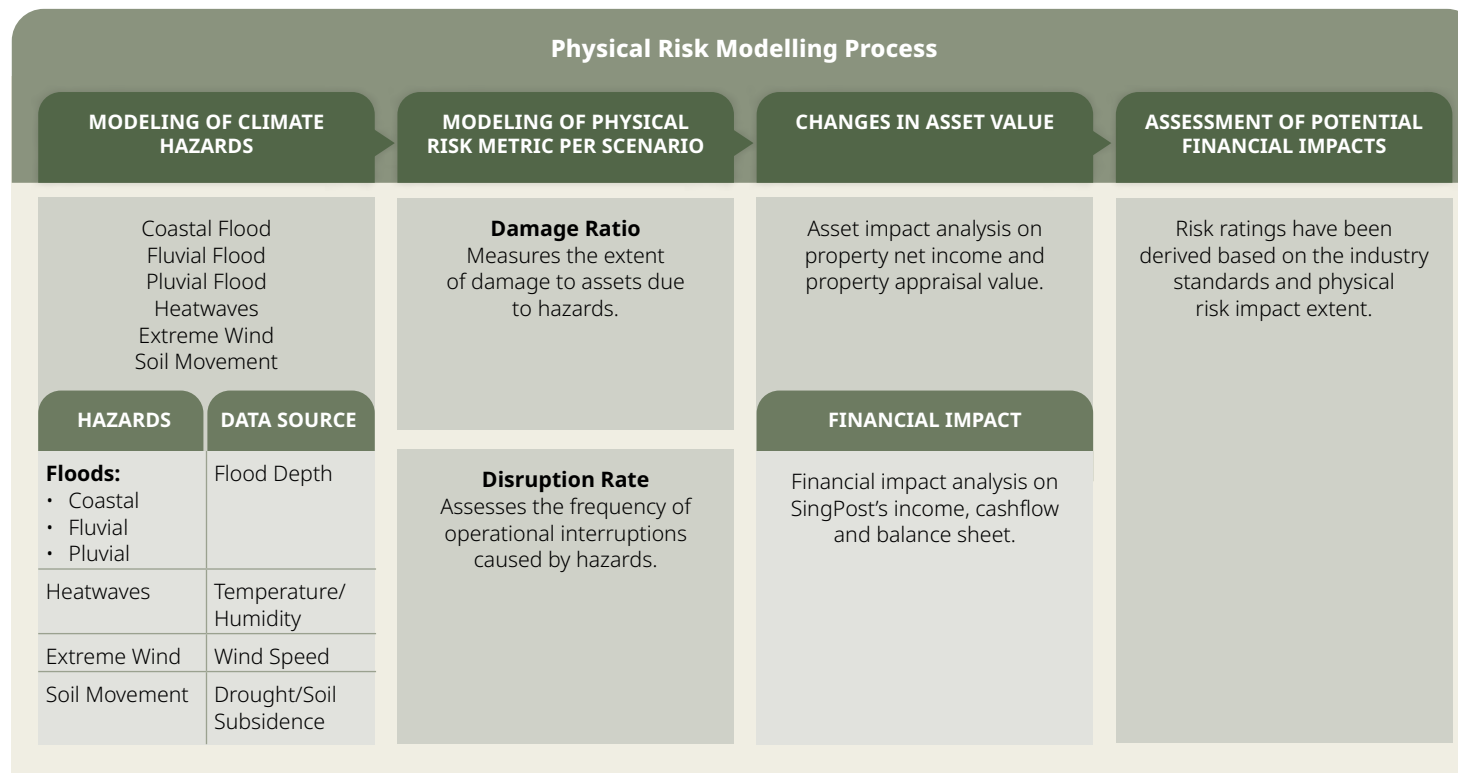 Physical Risk Modelling Process
MODELING OF CLIMATE
HAZARDS
Coastal Flood
Fluvial Flood
Pluvial Flood
Heatwaves
Extreme Wind
Soil Movement
HAZARDS
DATA SOURCE
Floods:
• Coastal
• Fluvial
• Pluvial
Flood Depth
Heatwaves
Temperature/
Humidity
Extreme Wind
Wind Speed
Soil Movement
Drought/Soil
Subsidence
MODELING OF PHYSICAL
RISK METRIC PER SCENARIO
Damage Ratio
Measures the extent
of damage to assets due
to hazards.
Disruption Rate
Assesses the frequency of
operational interruptions
caused by hazards.
CHANGES IN ASSET VALUE
Asset impact analysis on
property net income and
property appraisal value.
FINANCIAL IMPACT
Financial impact analysis on
SingPost’s income, cashflow
and balance sheet.
ASSESSMENT OF POTENTIAL
FINANCIAL IMPACTS
Risk ratings have been
derived based on the industry
standards and physical
risk impact extent.